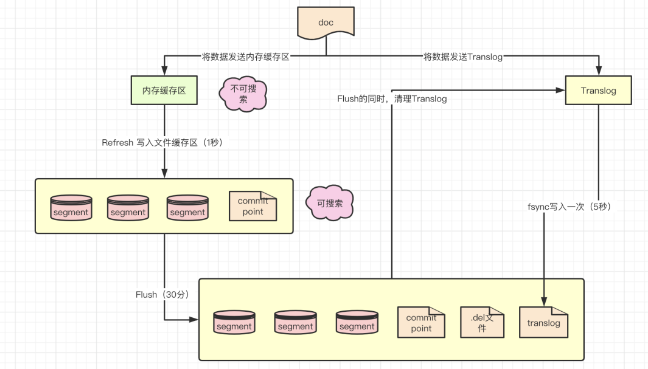 doc
将数据发送内存缓存区
将数据发送Translog
内存缓存区
不可搜
索
Translog
Flush的同时，清理Translog
Refresh 写入文件缓存区（1秒）
segment
segment
segment
commit
point
可搜索
fsync写入一次（5秒）
Flush（30分）
segment
segment
segment
commit
point
.del文
件
translog